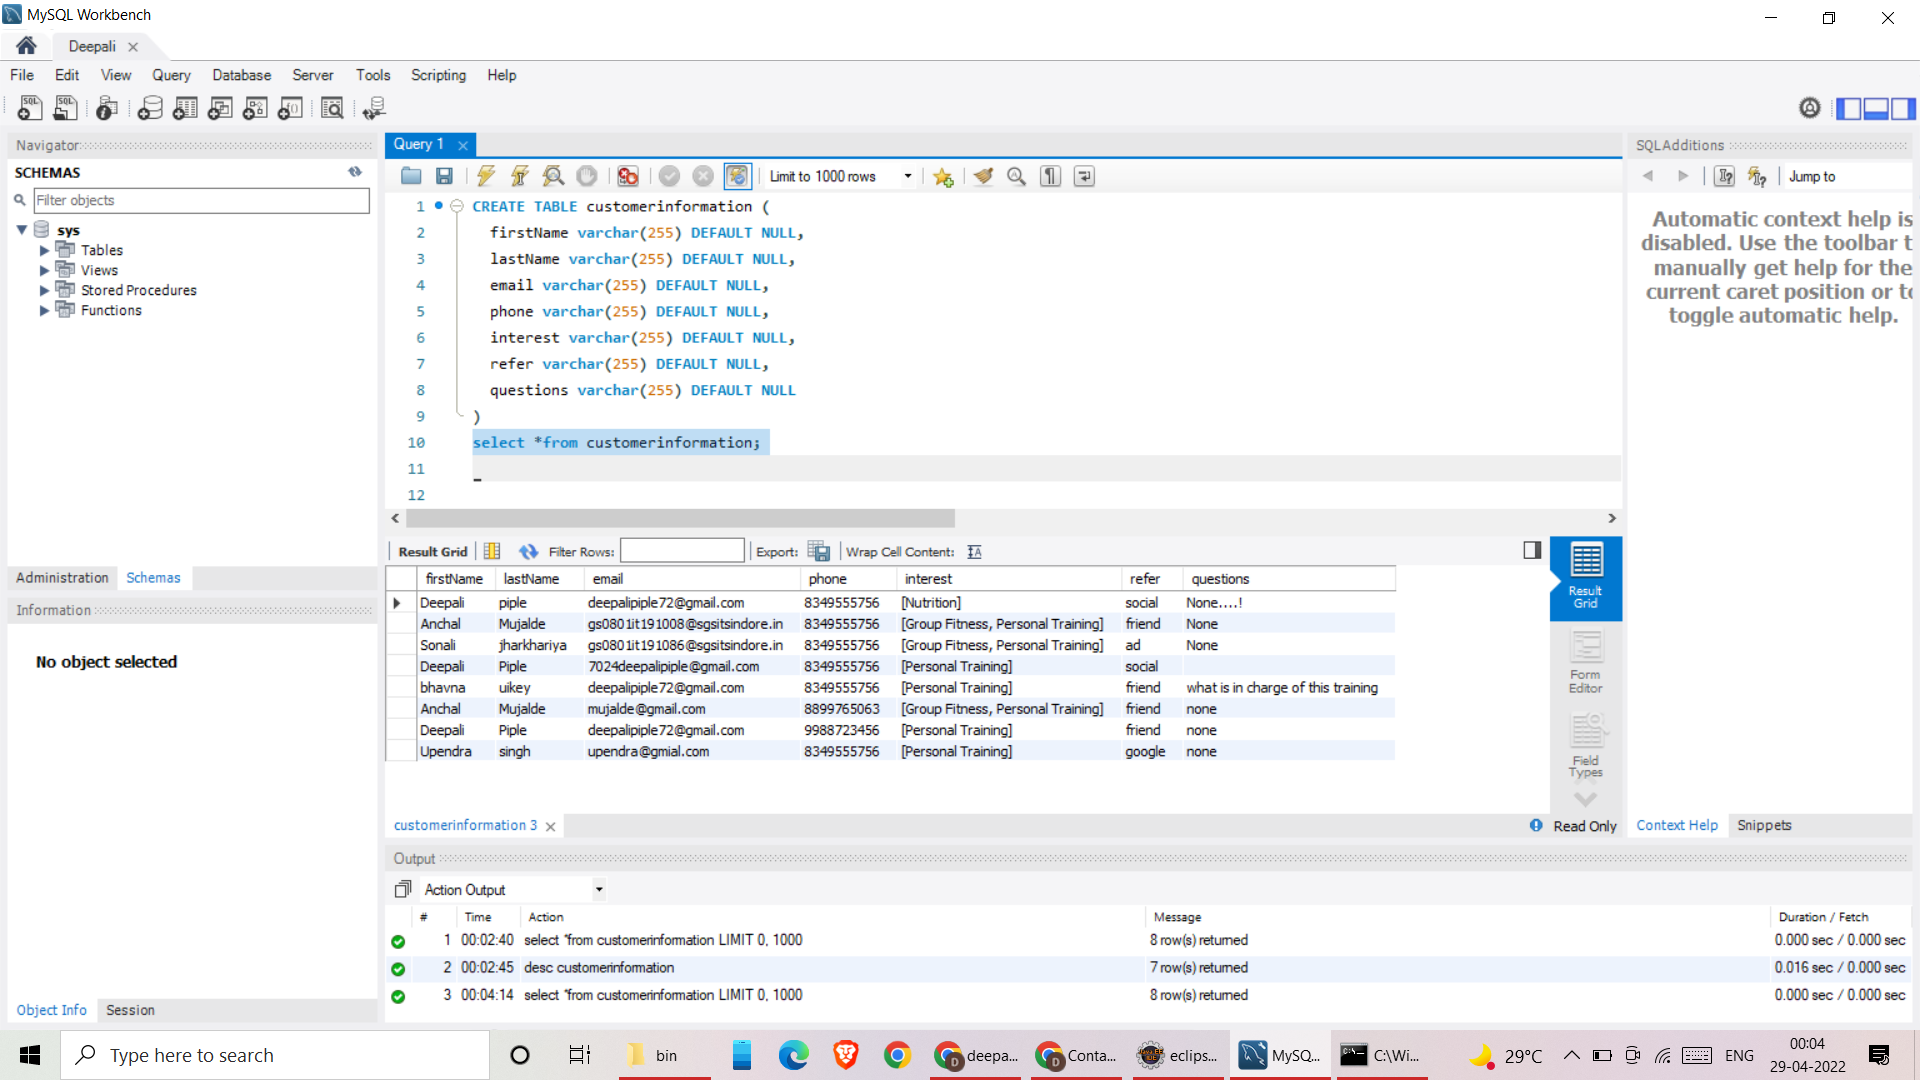 MySQL Workbench
Deepali
File Edit View Query Database Server Tools Scripting Help
Navigator
SCHEMAS
Filter objects
sys
Tables
Views
Stored Procedures
Functions
Administration Schemas
Information
No object selected
Object Info Session
Query 1
Limit to 1000 rows
1 CREATE TABLE customerinformation (
2 firstName varchar(255) DEFAULT NULL,
3 lastName varchar(255) DEFAULT NULL,
4 email varchar(255) DEFAULT NULL,
5 phone varchar(255) DEFAULT NULL,
6 interest varchar(255) DEFAULT NULL,
7 refer varchar(255) DEFAULT NULL,
8 questions varchar(255) DEFAULT NULL
9 )
10 select *from customerinformation;
11
12
Result Grid Filter Rows: Export: Wrap Cell Content:
firstName lastName email phone interest refer questions
Deepali piple deepalipiple72@gmail.com 8349555756 [Nutrition] social None....!
Anchal Mujalde gs0801it191008@sgsitsindore.in 8349555756 [Group Fitness, Personal Training] friend None
Sonali jharkhariya gs0801it191086@sgsitsindore.in 8349555756 [Group Fitness, Personal Training] ad None
Deepali Piple 7024deepalipiple@gmail.com 8349555756 [Personal Training] social
bhavna uikey deepalipiple72@gmail.com 8349555756 [Personal Training] friend what is in charge of this training
Anchal Mujalde mujalde@gmail.com 8899765063 [Group Fitness, Personal Training] friend none
Deepali Piple deepalipiple72@gmail.com 9988723456 [Personal Training] friend none
Upendra singh upendra@gmial.com 8349555756 [Personal Training] google none
Result
Grid
Form
Editor
Field
Types
customerinformation 3
Read Only
SQLAdditions
Jump to
Automatic context help is
disabled. Use the toolbar t
manually get help for the
current caret position or to
toggle automatic help.
Context Help Snippets
Output
Action Output
# Time Action Message Duration / Fetch
1 00:02:40 select *from customerinformation LIMIT 0, 1000 8 row(s) returned 0.000 sec / 0.000 sec
2 00:02:45 desc customerinformation 7 row(s) returned 0.016 sec / 0.000 sec
3 00:04:14 select *from customerinformation LIMIT 0, 1000 8 row(s) returned 0.000 sec / 0.000 sec
Type here to search
bin
deepa...
Conta...
eclips...
MySQ...
C:\Wi...
29°C
ENG
00:04
29-04-2022